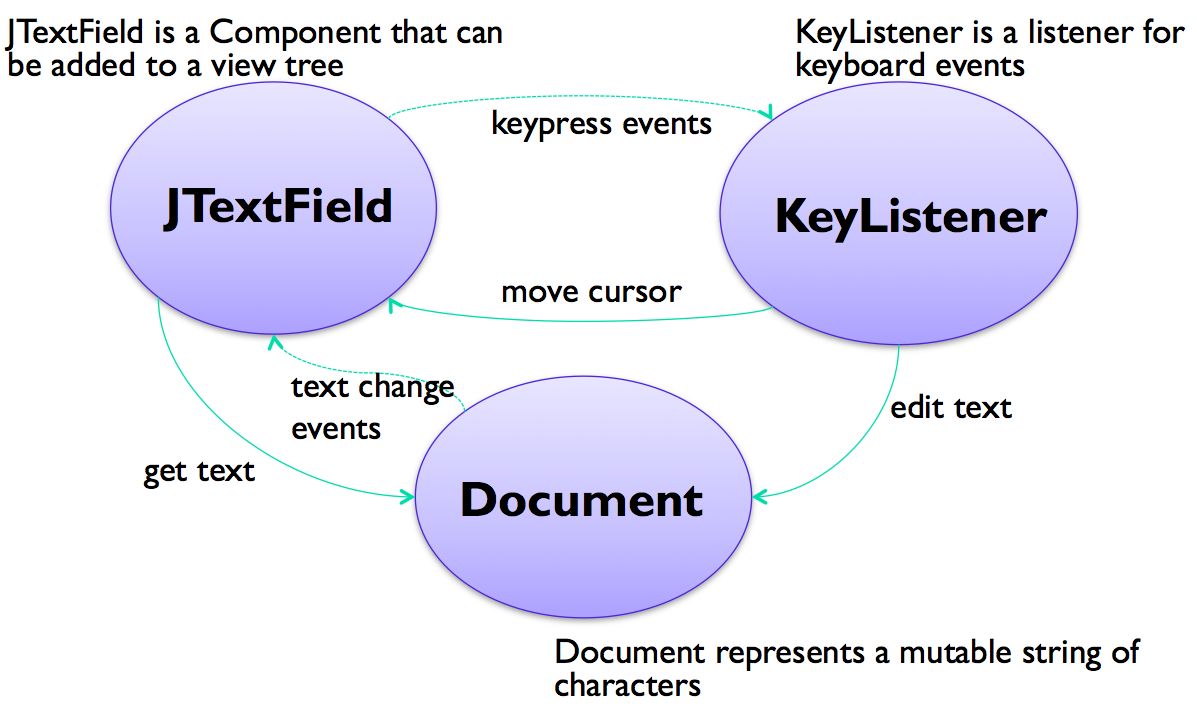 JTextField is a Component that can
be added to a view tree
KeyListener is a listener for
keyboard events
keypress events
JTextField
KeyListener
move cursor
text change
events
edit text
get text
Document
Document represents a mutable string of
characters